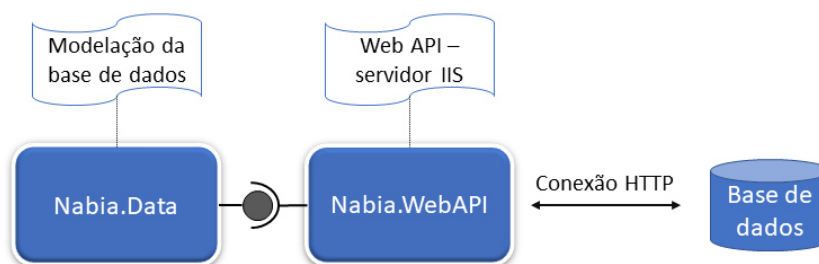 Modelação da
base de dados
Web API –
servidor IIS
Nabia.Data
Nabia.WebAPI
Conexão HTTP
Base de
dados